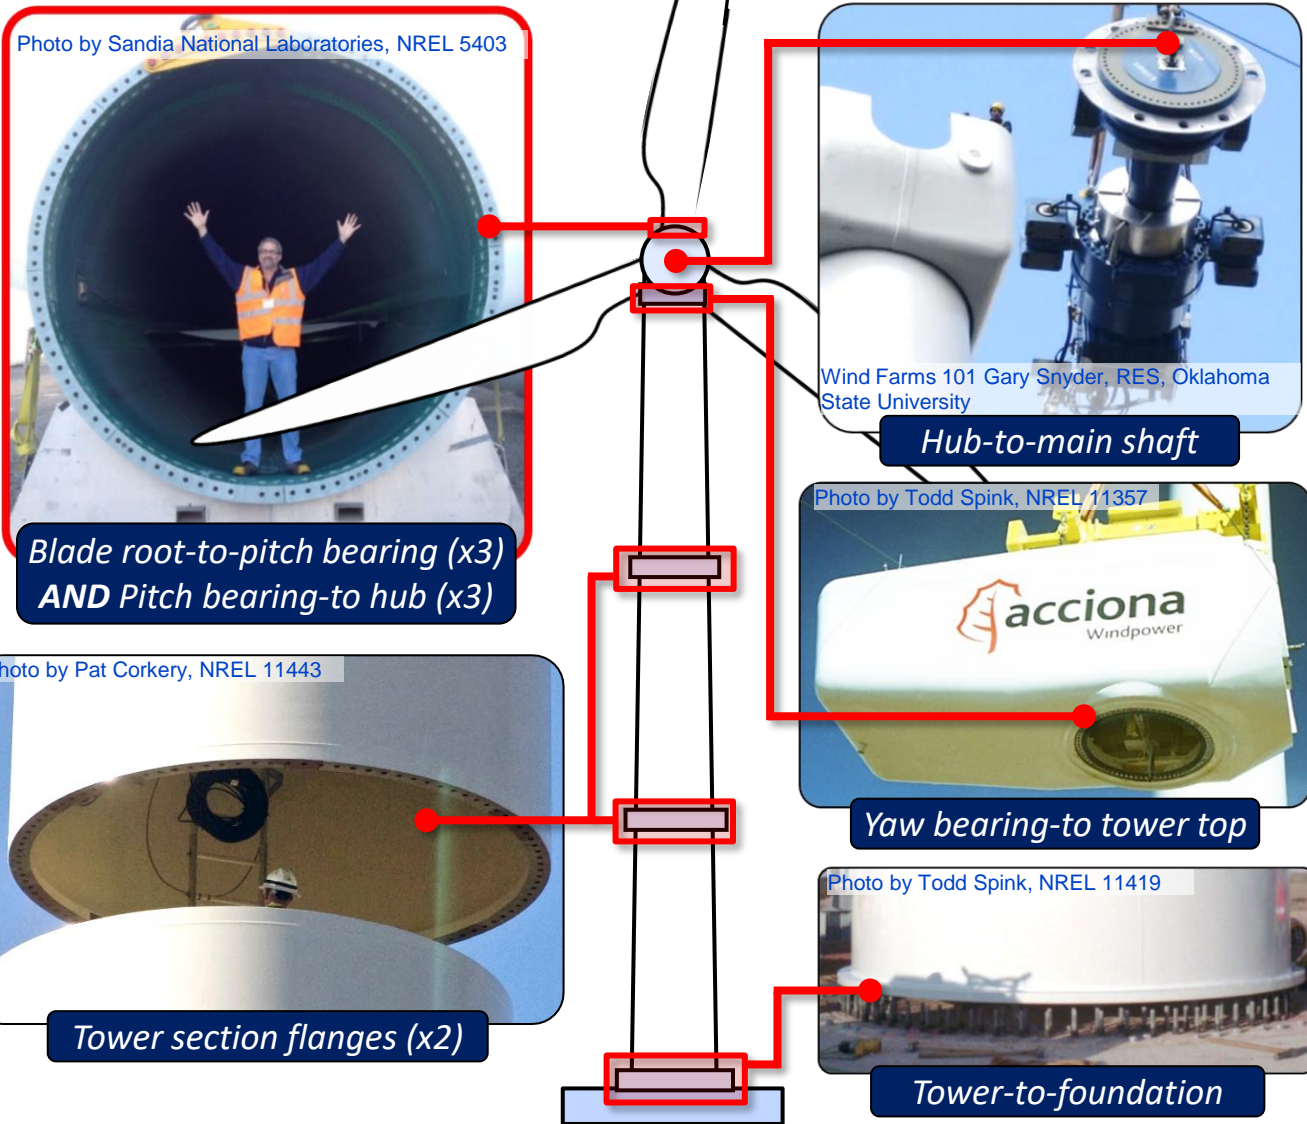 Photo by Sandia National Laboratories, NREL 5403
Blade root-to-pitch bearing (x3)
AND Pitch bearing-to hub (x3)
Wind Farms 101 Gary Snyder, RES, Oklahoma
State University
Hub-to-main shaft
Photo by Todd Spink, NREL 11357
acciona
Windpower
Yaw bearing-to tower top
hoto by Pat Corkery, NREL 11443
Tower section flanges (x2)
Photo by Todd Spink, NREL 11419
Tower-to-foundation